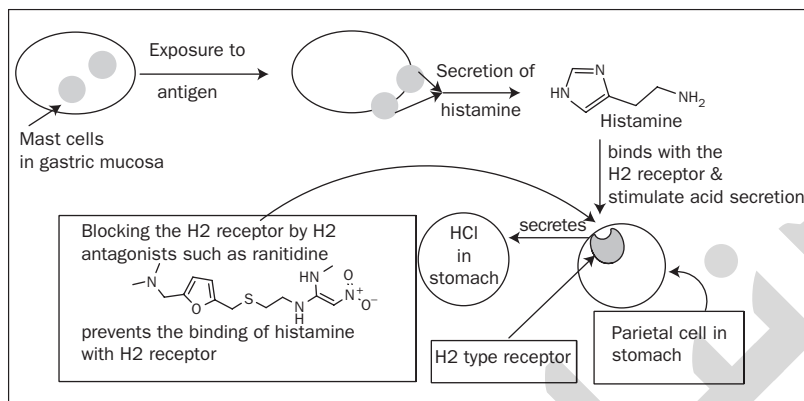 Exposure to
antigen
Secretion of
histamine
HN
N
NH2
Histamine
Mast cells
in gastric mucosa
binds with the
H2 receptor &
stimulate acid secretion
Blocking the H2 receptor by H2
antagonists such as ranitidine
N
O
S
N
H
HN
N+
O
O−
prevents the binding of histamine
with H2 receptor
HCl
in
stomach
secretes
H2 type receptor
Parietal cell in
stomach